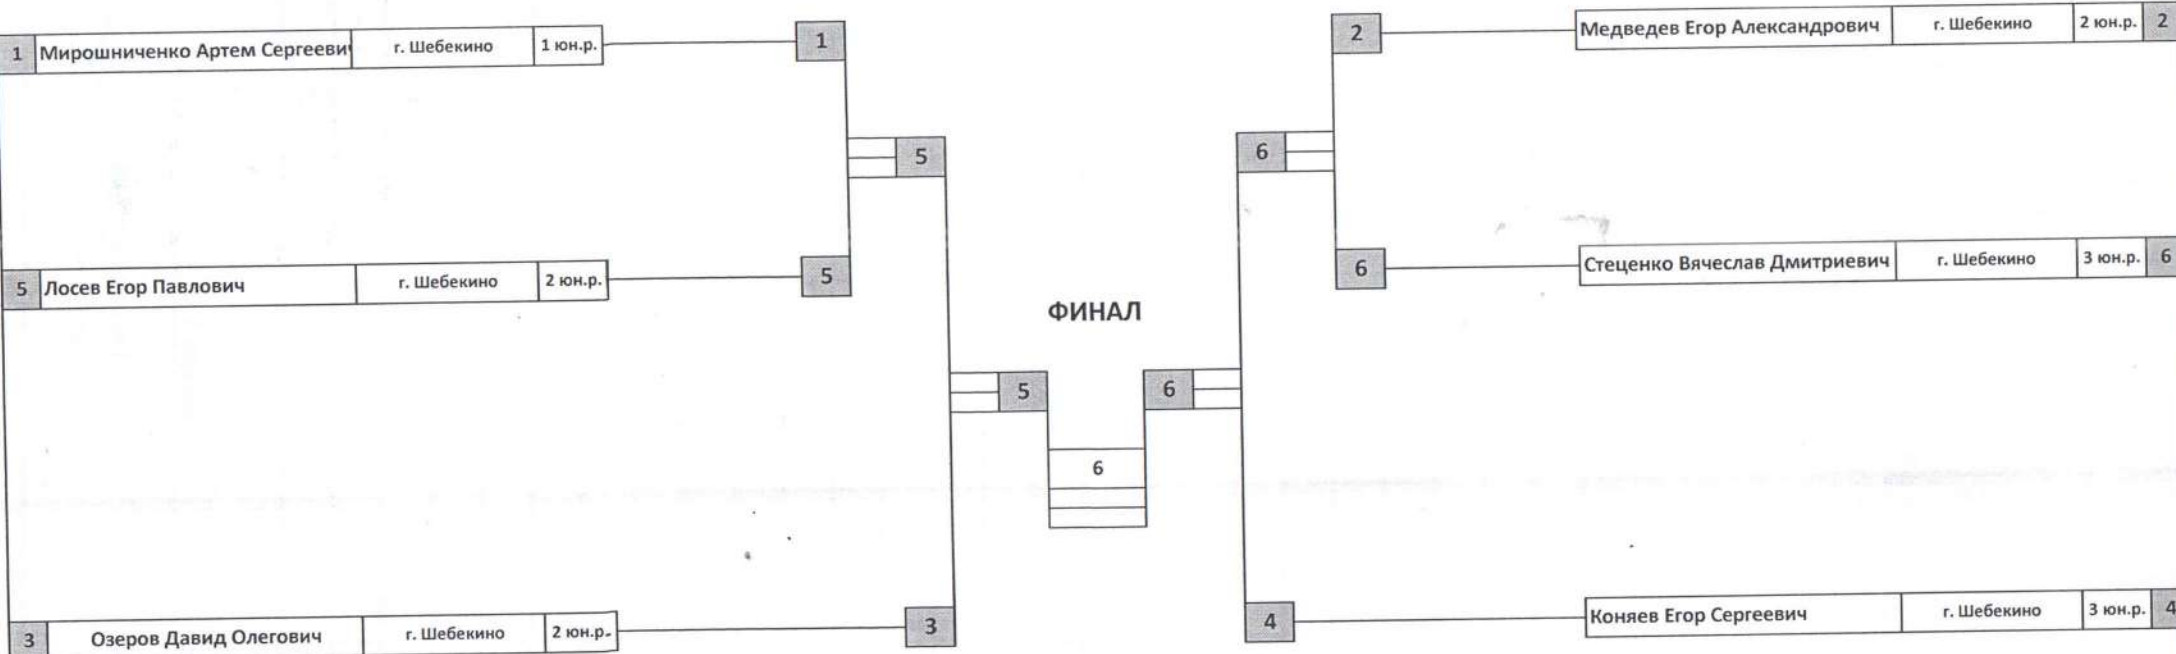 1 Мирошниченко Артем Сергееви г. Шебекино 1 юн.р. 1
2 Медведев Егор Александрович г. Шебекино 2 юн.р. 2
5
6
5 Лосев Егор Павлович г. Шебекино 2 юн.р. 5
6 Стеценко Вячеслав Дмитриевич г. Шебекино 3 юн.р. 6
ФИНАЛ
5
6
6
3 Озеров Давид Олегович г. Шебекино 2 юн.р. 3
4 Коняев Егор Сергеевич г. Шебекино 3 юн.р. 4